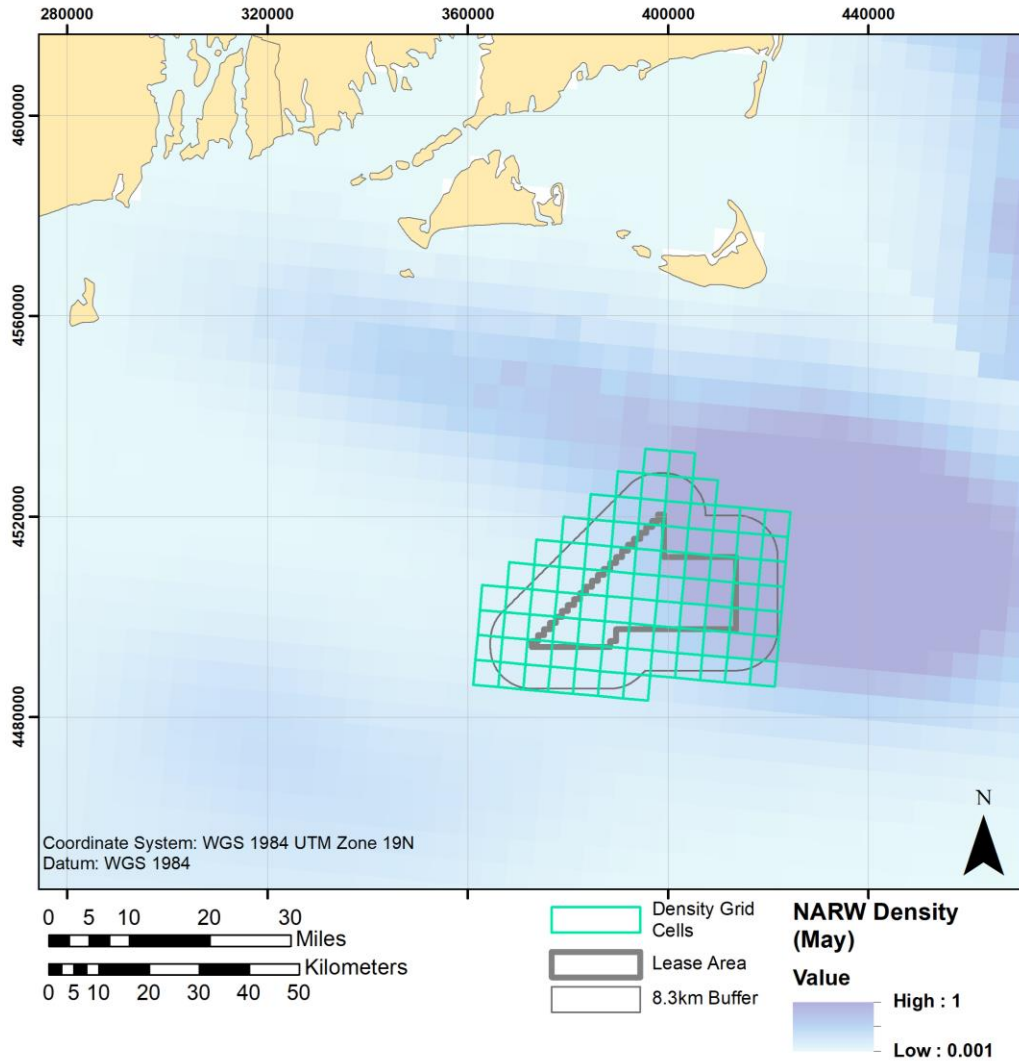 280000 320000 360000 400000 440000
4600000
4560000
4520000
4480000
Coordinate System: WGS 1984 UTM Zone 19N
Datum: WGS 1984
N
0 5 10 20 30
Miles
Kilometers
0 5 10 20 30 40 50
Density Grid
Cells
Lease Area
8.3km Buffer
NARW Density
(May)
Value
High : 1
Low : 0.001